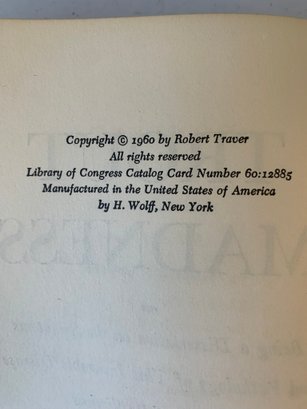 Copyright © 1960 by Robert Traver
All rights reserved
Library of Congress Catalog Card Number 60:12885
Manufactured in the United States of America
by H. Wolff, New York
MADNESS